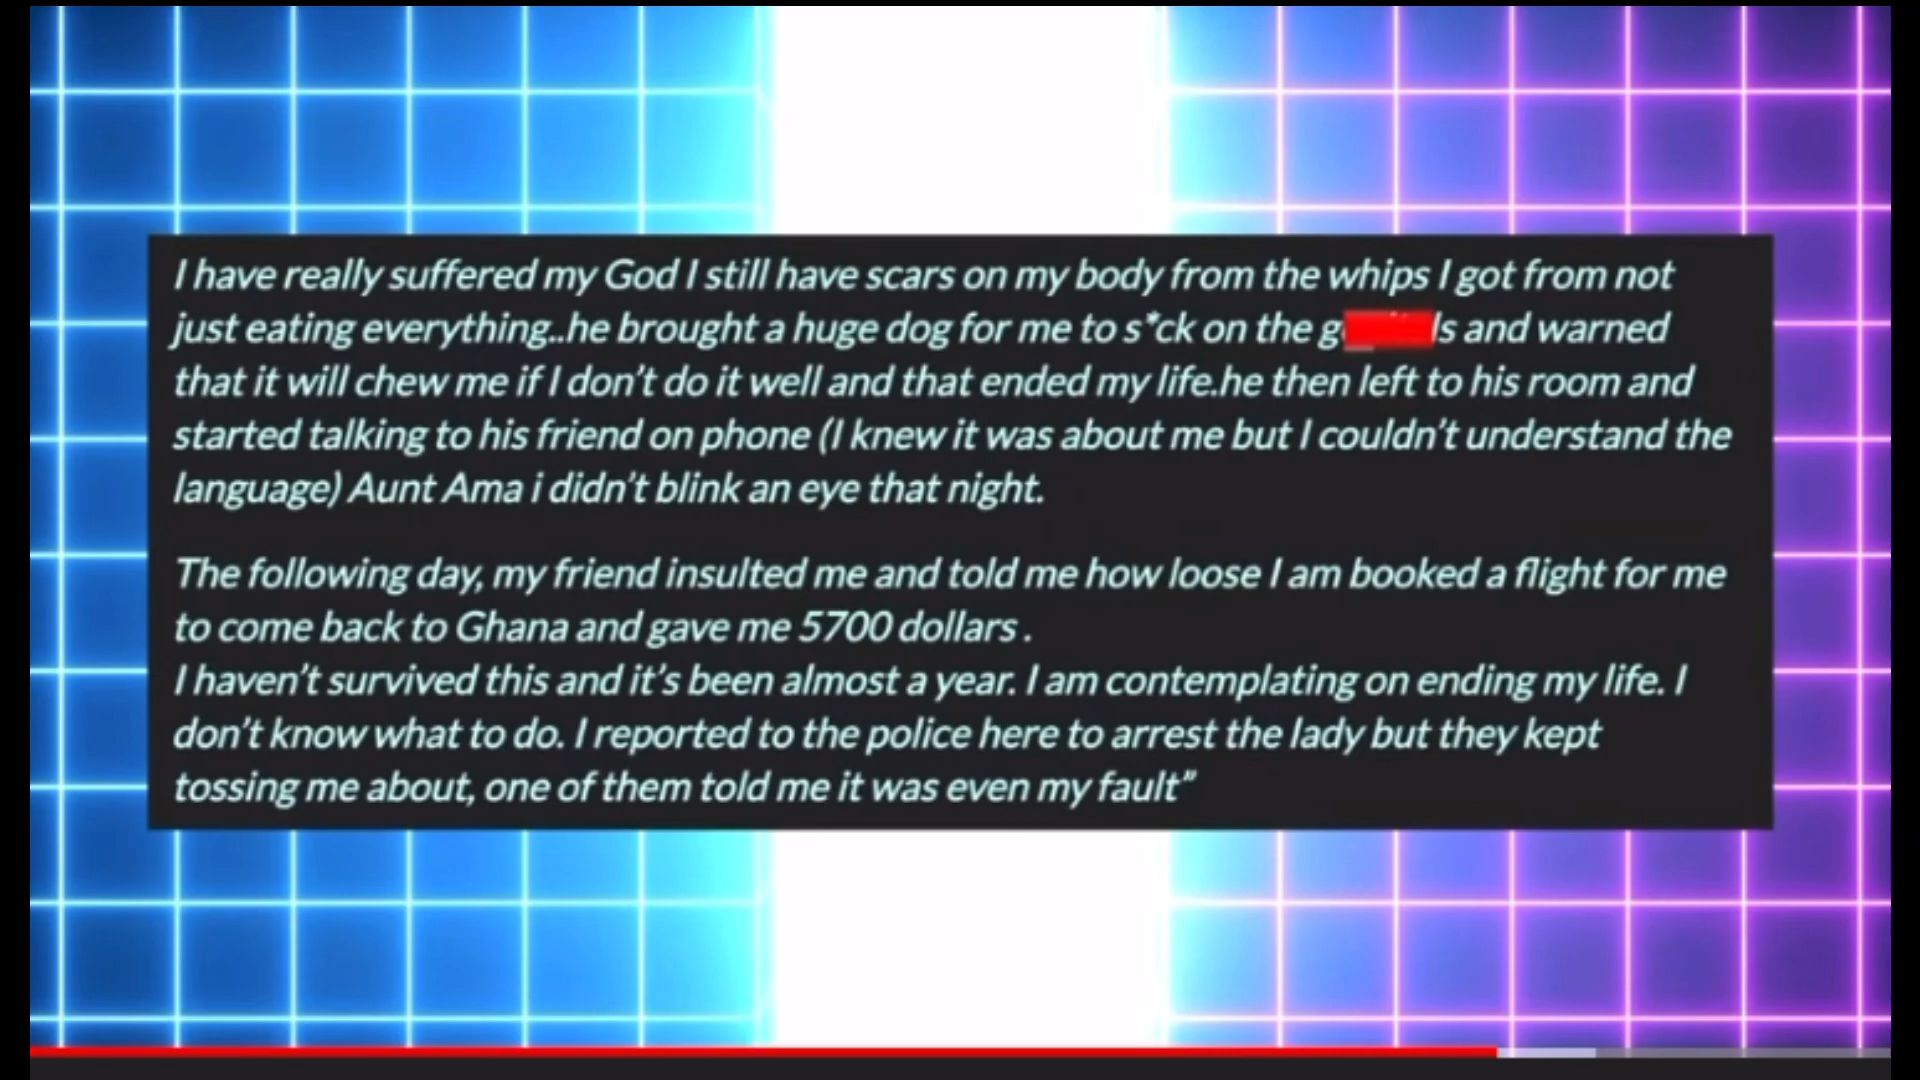 I have really suffered my God I still have scars on my body from the whips I got from not
just eating everything..he brought a huge dog for me to s*ck on the g ls and warned
that it will chew me if I don't do it well and that ended my life.he then left to his room and
started talking to his friend on phone (I knew it was about me but I couldn't understand the
language) Aunt Ama i didn't blink an eye that night.
The following day, my friend insulted me and told me how loose I am booked a flight for me
to come back to Ghana and gave me 5700 dollars .
I haven't survived this and it's been almost a year. I am contemplating on ending my life. I
don't know what to do. I reported to the police here to arrest the lady but they kept
tossing me about, one of them told me it was even my fault”